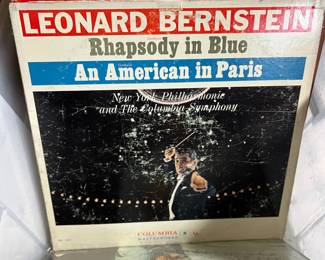 LEONARD BERNSTEIN
Rhapsody in Blue
An American in Paris
New York Philharmonic
and The Columbia Symphony
COLUMBIA
MASTERWORKS